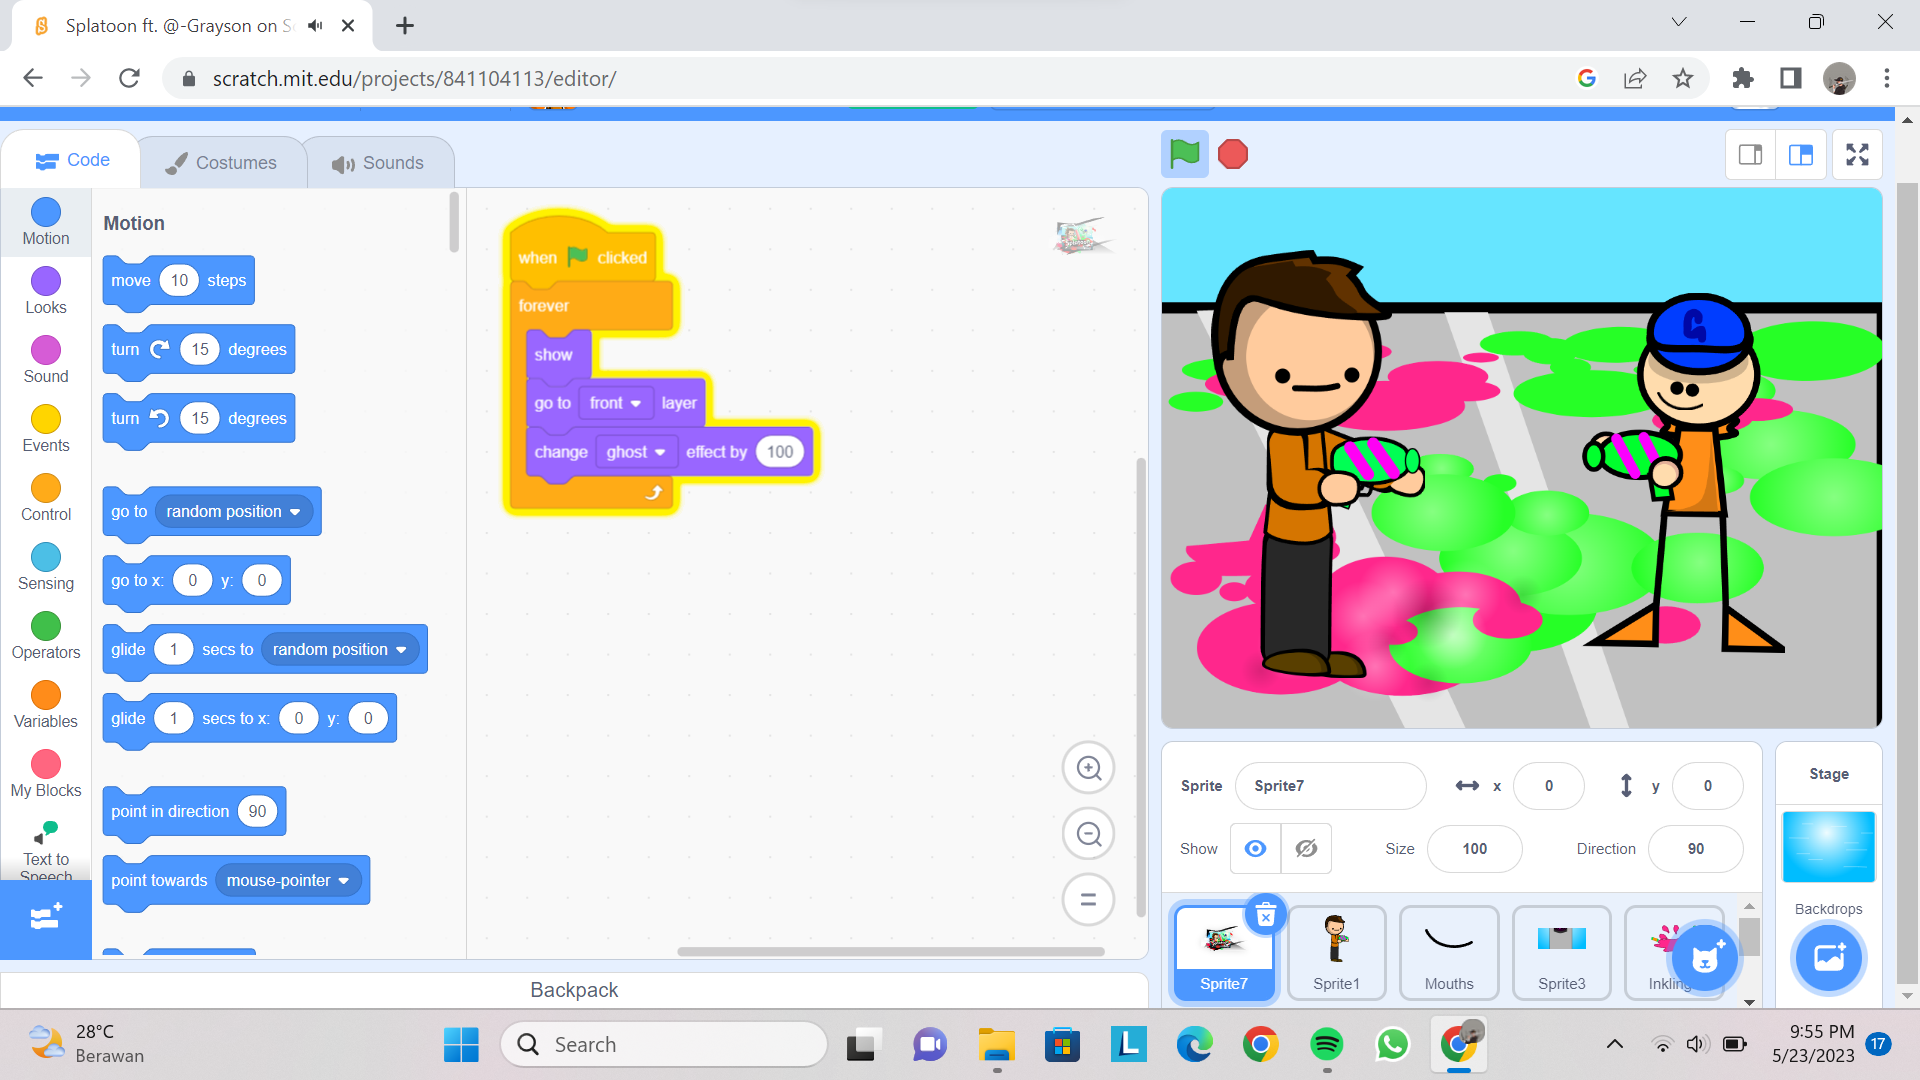 Splatoon ft. @-Grayson on S
scratch.mit.edu/projects/841104113/editor/
Code
Costumes
Sounds
Motion
Looks
Sound
Events
Control
Sensing
Operators
Variables
My Blocks
Text to
Speech
Motion
move 10 steps
turn 15 degrees
turn 15 degrees
go to random position
go to x: 0 y: 0
glide 1 secs to random position
glide 1 secs to x: 0 y: 0
point in direction 90
point towards mouse-pointer
when clicked
forever
show
go to front layer
change ghost effect by 100
Backpack
G
Sprite Sprite7 x 0 y 0
Show Size 100 Direction 90
Sprite7
Sprite1
Mouths
Sprite3
Inkling
Stage
Backdrops
28°C
Berawan
Search
L
9:55 PM
5/23/2023
17